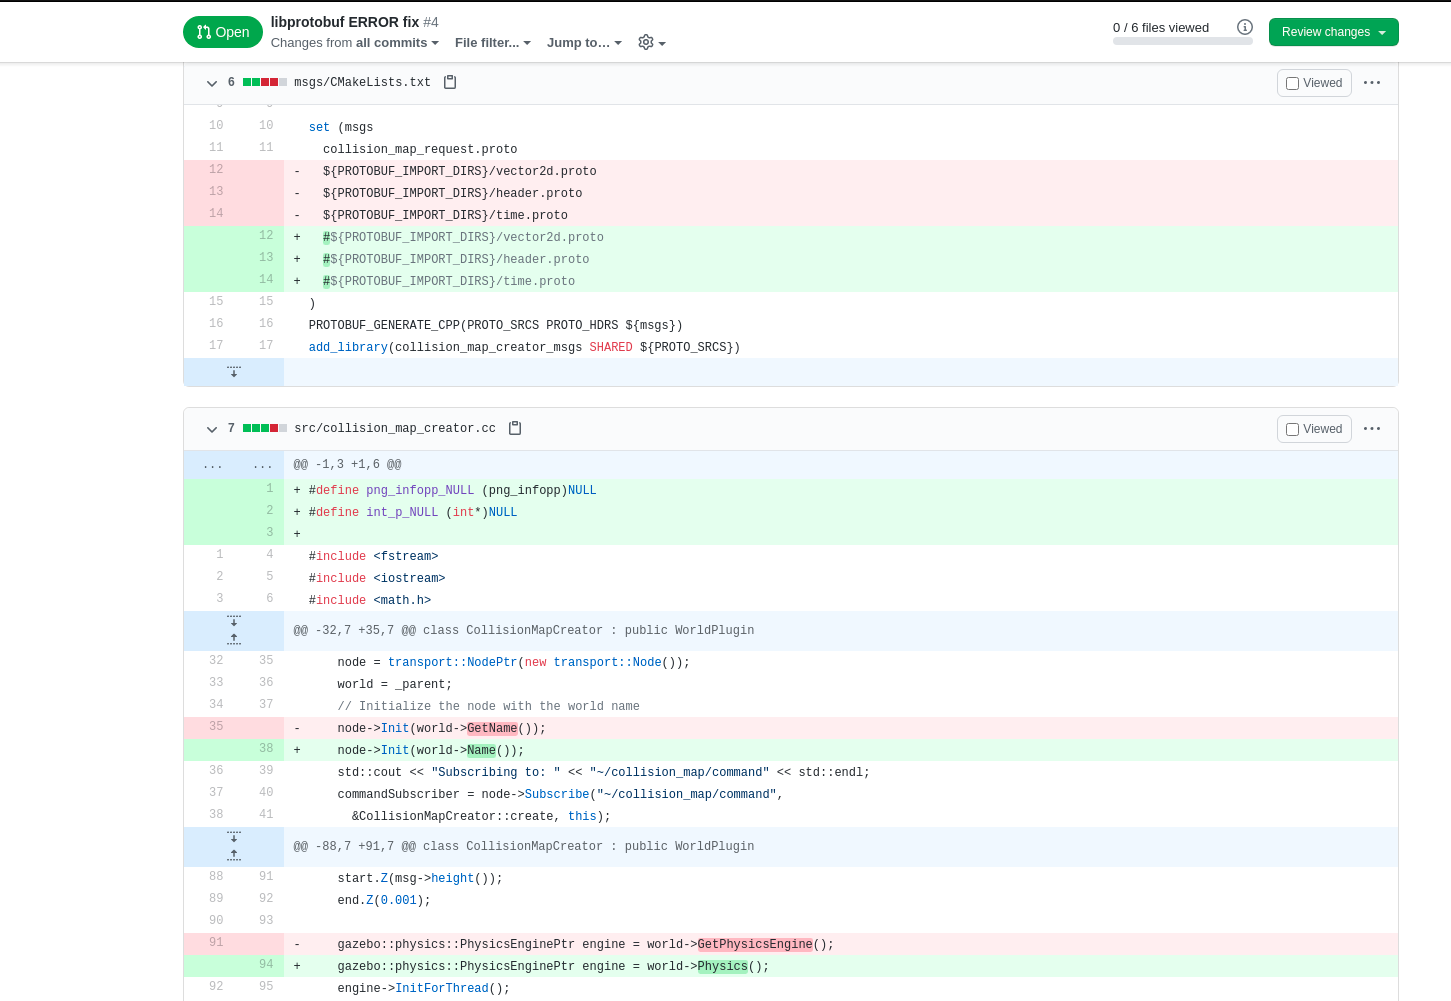 Open
libprotobuf ERROR fix #4
Changes from all commits File filter... Jump to…
0 / 6 files viewed
Review changes
6 msgs/CMakeLists.txt Viewed
10 10 set (msgs
11 11 collision_map_request.proto
12 - ${PROTOBUF_IMPORT_DIRS}/vector2d.proto
13 - ${PROTOBUF_IMPORT_DIRS}/header.proto
14 - ${PROTOBUF_IMPORT_DIRS}/time.proto
12 + #${PROTOBUF_IMPORT_DIRS}/vector2d.proto
13 + #${PROTOBUF_IMPORT_DIRS}/header.proto
14 + #${PROTOBUF_IMPORT_DIRS}/time.proto
15 15 )
16 16 PROTOBUF_GENERATE_CPP(PROTO_SRCS PROTO_HDRS ${msgs})
17 17 add_library(collision_map_creator_msgs SHARED ${PROTO_SRCS})
7 src/collision_map_creator.cc Viewed
... ... @@ -1,3 +1,6 @@
1 + #define png_infopp_NULL (png_infopp)NULL
2 + #define int_p_NULL (int*)NULL
3 +
1 4 #include <fstream>
2 5 #include <iostream>
3 6 #include <math.h>
@@ -32,7 +35,7 @@ class CollisionMapCreator : public WorldPlugin
32 35 node = transport::NodePtr(new transport::Node());
33 36 world = _parent;
34 37 // Initialize the node with the world name
35 - node->Init(world->GetName());
38 + node->Init(world->Name());
36 39 std::cout << "Subscribing to: " << "~/collision_map/command" << std::endl;
37 40 commandSubscriber = node->Subscribe("~/collision_map/command",
38 41 &CollisionMapCreator::create, this);
@@ -88,7 +91,7 @@ class CollisionMapCreator : public WorldPlugin
88 91 start.Z(msg->height());
89 92 end.Z(0.001);
90 93
91 - gazebo::physics::PhysicsEnginePtr engine = world->GetPhysicsEngine();
94 + gazebo::physics::PhysicsEnginePtr engine = world->Physics();
92 95 engine->InitForThread();